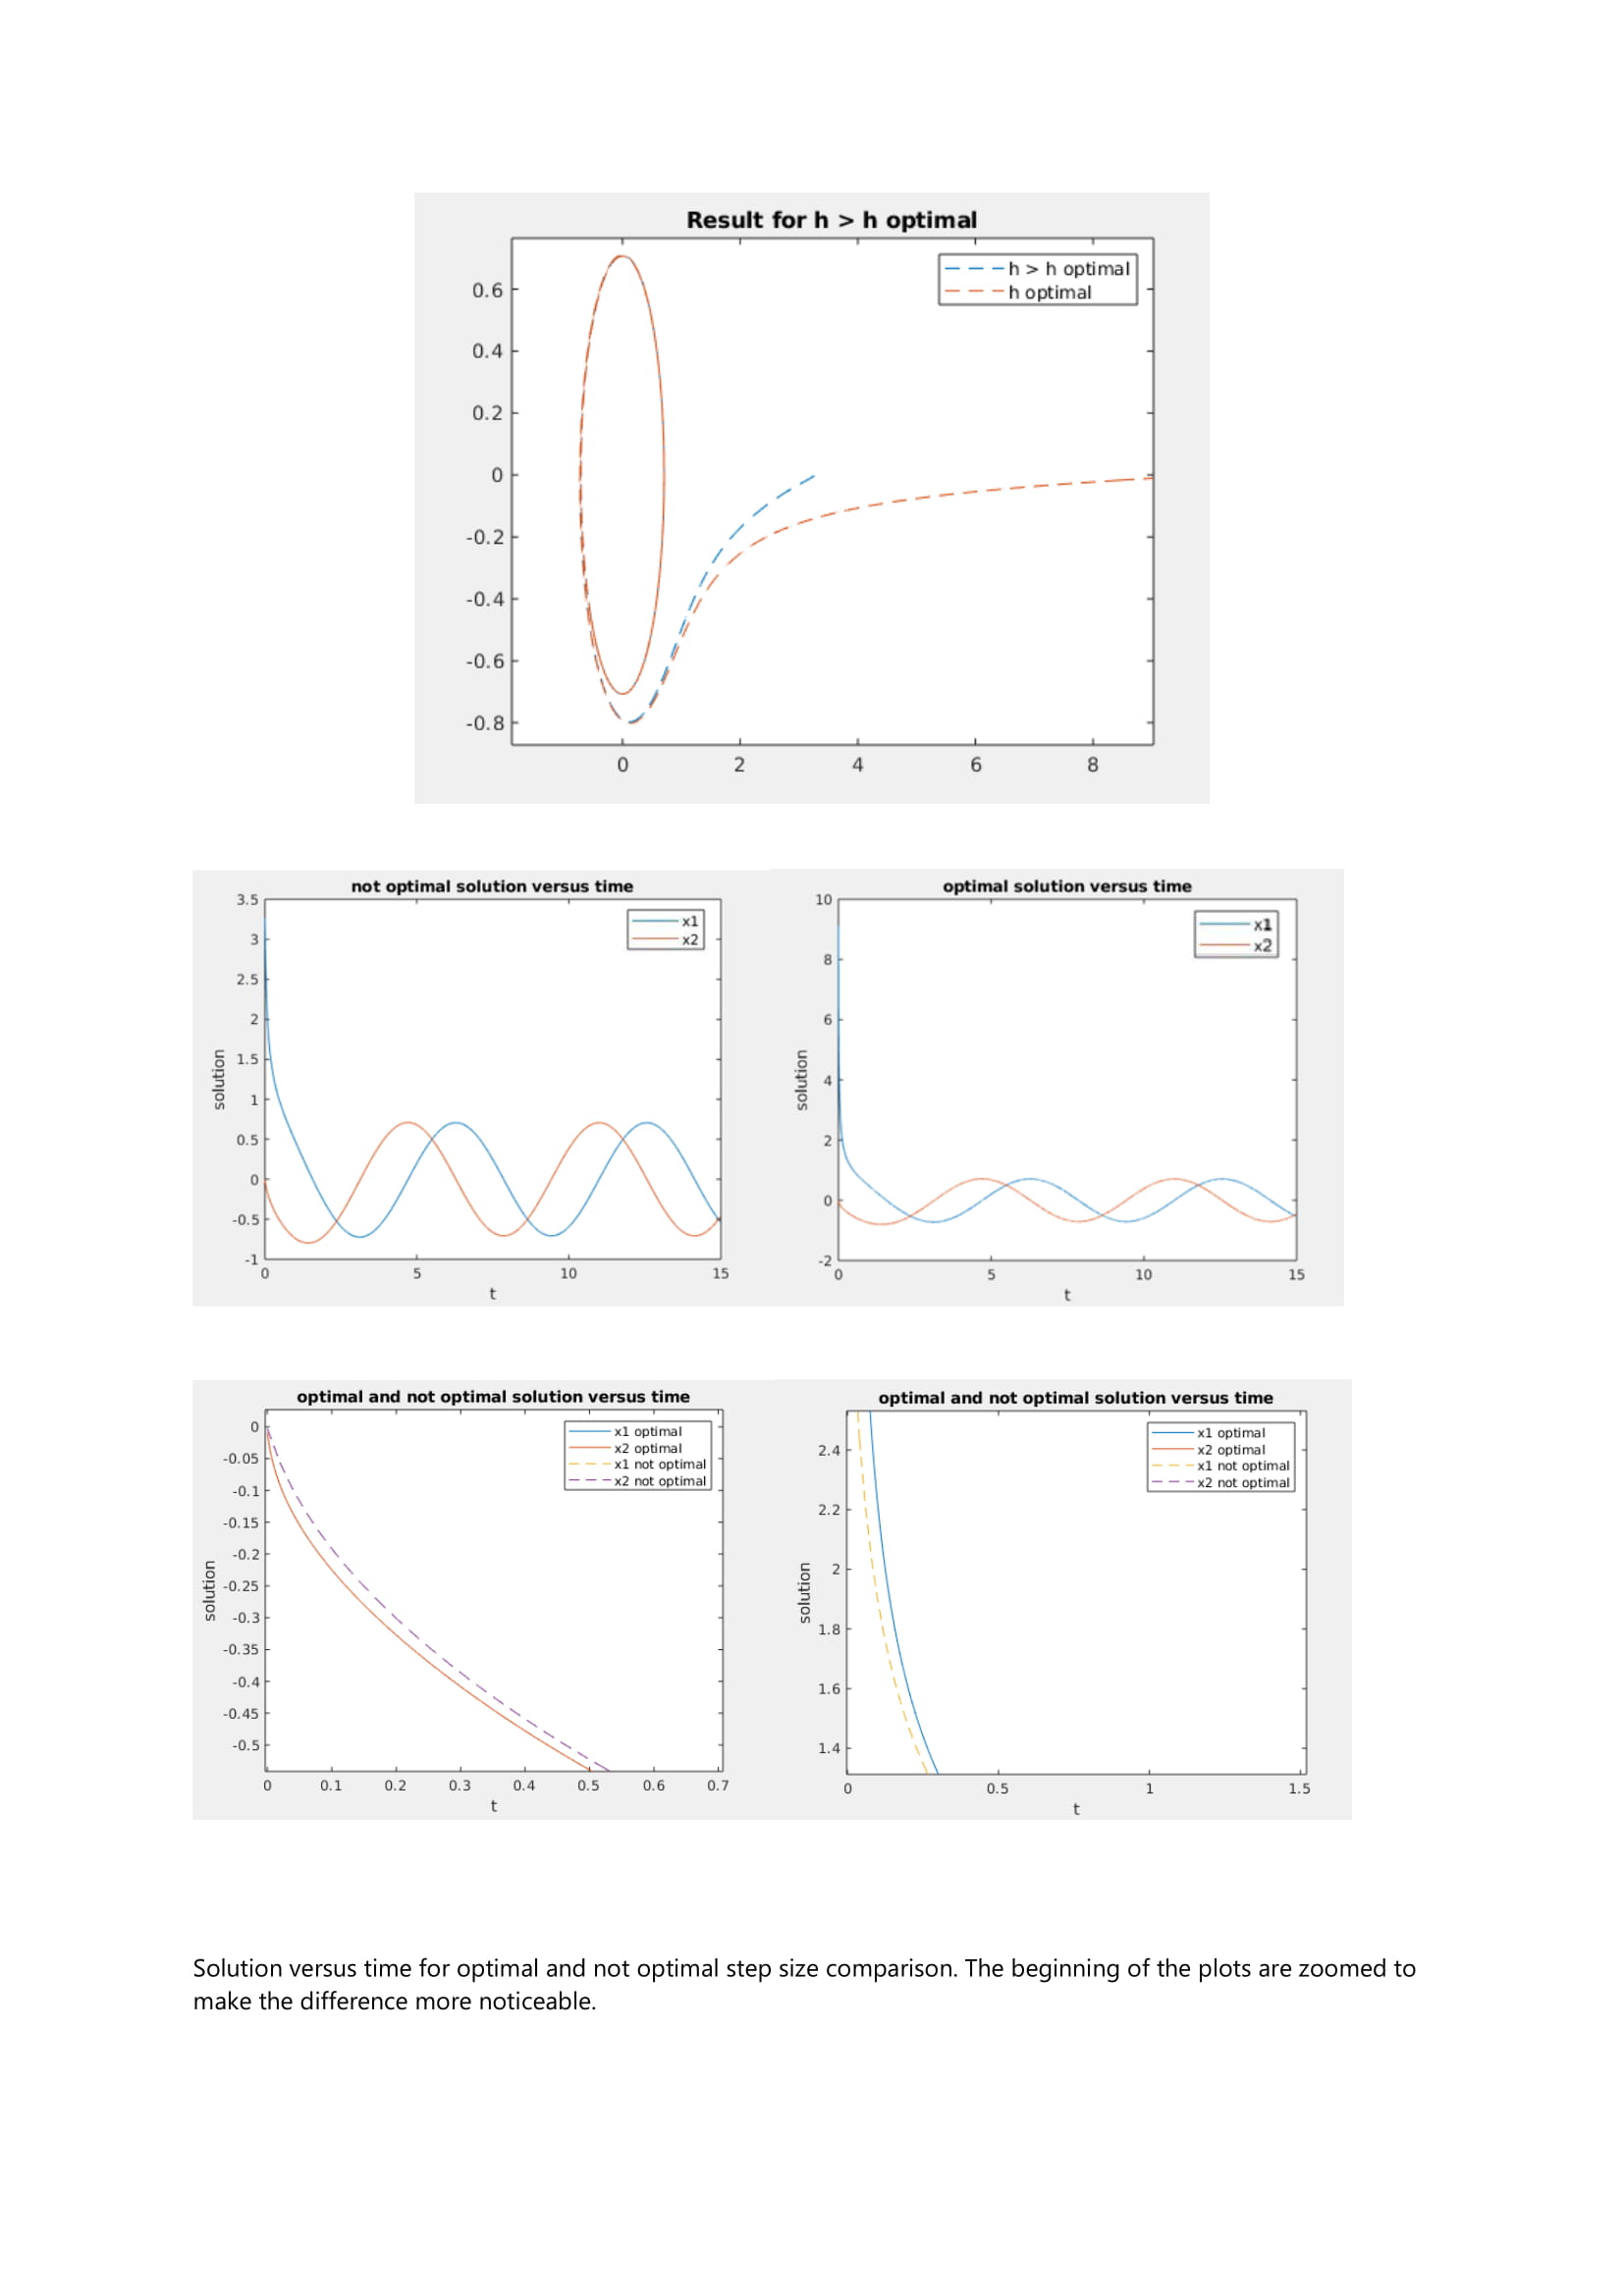 Result for h > h optimal
h > h optimal
h optimal
0.6
0.4
0.2
0
-0.2
-0.4
-0.6
-0.8
0 2 4 6 8
not optimal solution versus time
x1
x2
3.5
3
2.5
2
1.5
1
0.5
0
-0.5
-1
solution
0 5 10 15
t
optimal solution versus time
x1
x2
10
8
6
4
2
0
-2
solution
0 5 10 15
t
optimal and not optimal solution versus time
x1 optimal
x2 optimal
x1 not optimal
x2 not optimal
0
-0.05
-0.1
-0.15
-0.2
-0.25
-0.3
-0.35
-0.4
-0.45
-0.5
solution
0 0.1 0.2 0.3 0.4 0.5 0.6 0.7
t
optimal and not optimal solution versus time
x1 optimal
x2 optimal
x1 not optimal
x2 not optimal
2.4
2.2
2
1.8
1.6
1.4
solution
0 0.5 1 1.5
t
Solution versus time for optimal and not optimal step size comparison. The beginning of the plots are zoomed to
make the difference more noticeable.